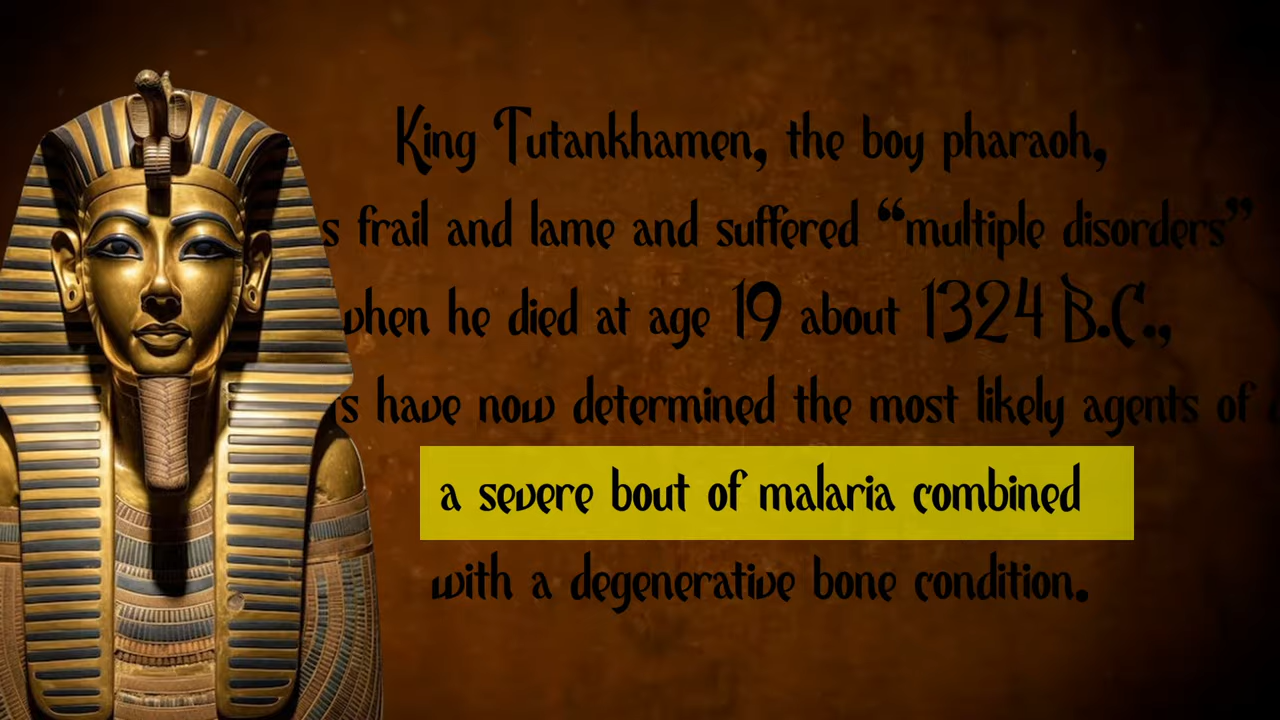 King Tutankhamen, the boy pharaoh,
s frail and lame and suffered “multiple disorders”
when he died at age 19 about 1324 B.C.,
rs have now determined the most likely agents of
a severe bout of malaria combined
with a degenerative bone condition.